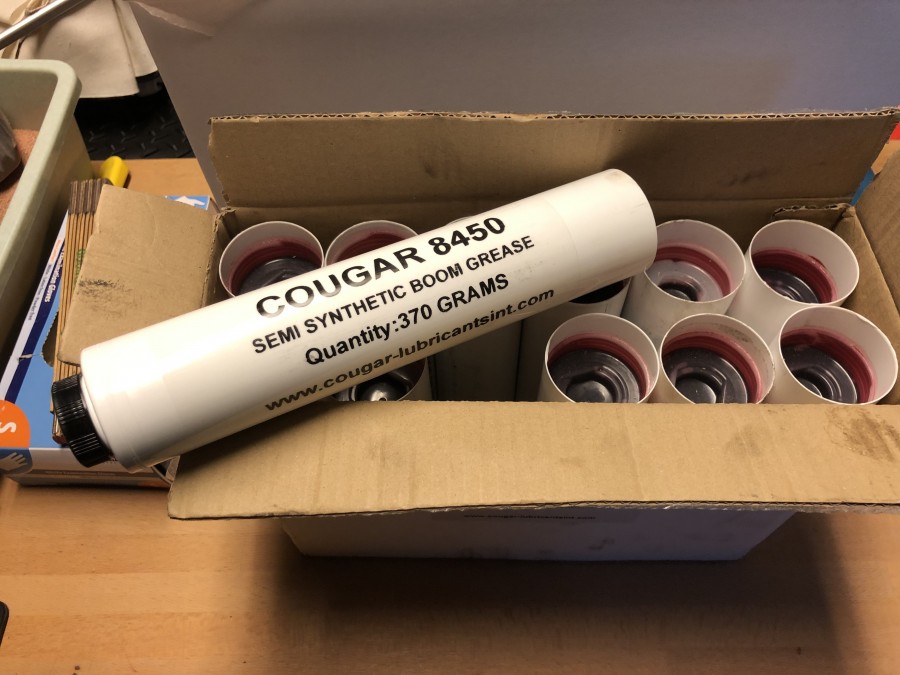 COUGAR 8450
SEMI SYNTHETIC BOOM GREASE
Quantity:370 GRAMS
www.cougar-lubricantsint.com
S